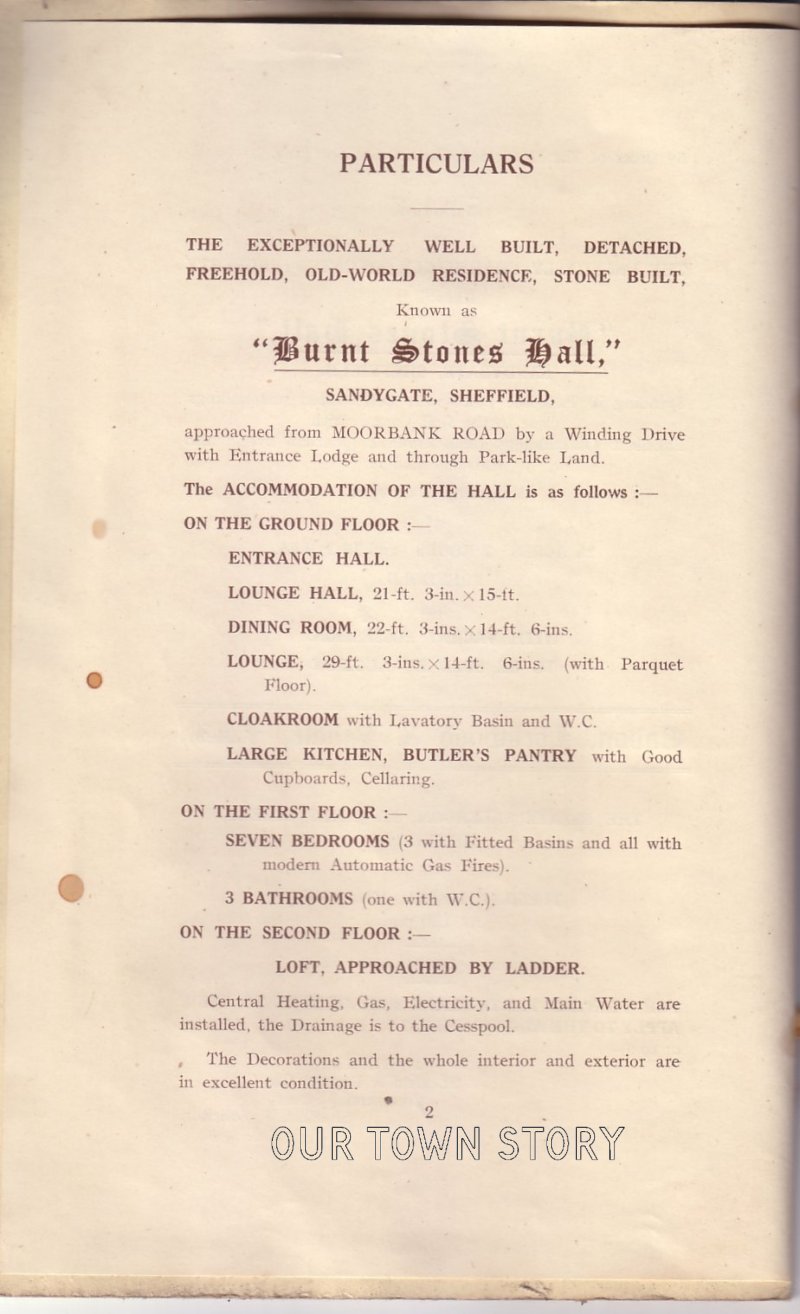 PARTICULARS
THE EXCEPTIONALLY WELL BUILT, DETACHED,
FREEHOLD, OLD-WORLD RESIDENCE, STONE BUILT,
Known as
"Burnt Stones Hall,"
SANDYGATE, SHEFFIELD,
approached from MOORBANK ROAD by a Winding Drive
with Entrance Lodge and through Park-like Land.
The ACCOMMODATION OF THE HALL is as follows :—
ON THE GROUND FLOOR :—
ENTRANCE HALL.
LOUNGE HALL, 21-ft. 3-in. × 15-ft.
DINING ROOM, 22-ft. 3-ins. × 14-ft. 6-ins.
LOUNGE, 29-ft. 3-ins. × 14-ft. 6-ins. (with Parquet
Floor).
CLOAKROOM with Lavatory Basin and W.C.
LARGE KITCHEN, BUTLER'S PANTRY with Good
Cupboards, Cellaring.
ON THE FIRST FLOOR :—
SEVEN BEDROOMS (3 with Fitted Basins and all with
modern Automatic Gas Fires).
3 BATHROOMS (one with W.C.).
ON THE SECOND FLOOR :—
LOFT, APPROACHED BY LADDER.
Central Heating, Gas, Electricity, and Main Water are
installed, the Drainage is to the Cesspool.
The Decorations and the whole interior and exterior are
in excellent condition.
2
OUR TOWN STORY